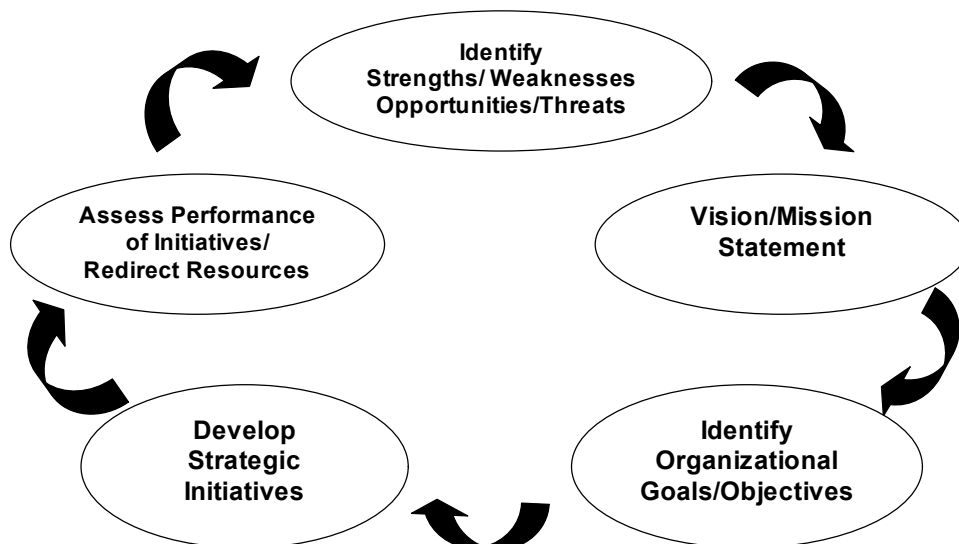 Identify
Strengths/ Weaknesses
Opportunities/Threats
Vision/Mission
Statement
Identify
Organizational
Goals/Objectives
Develop
Strategic
Initiatives
Assess Performance
of Initiatives/
Redirect Resources